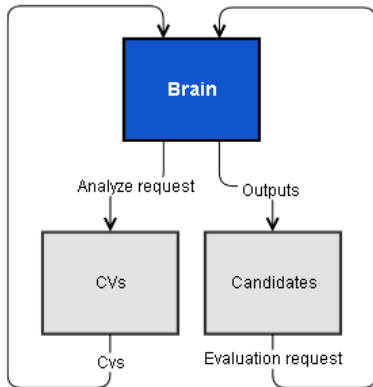 Brain
Analyze request
Outputs
CVs
Candidates
Cvs
Evaluation request